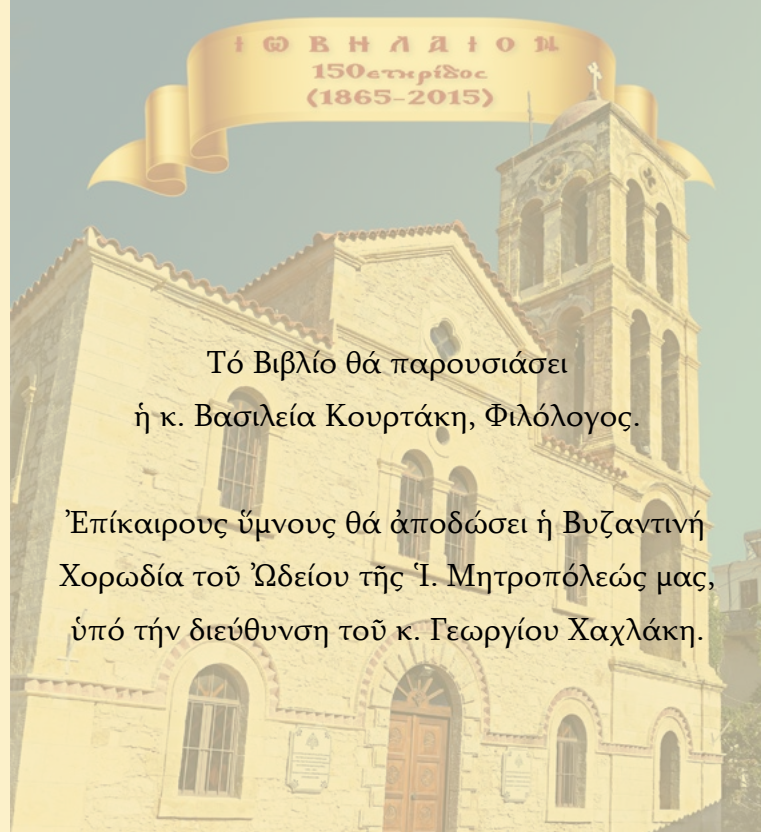 ΙΩΒΗΛΑΙΟΝ
150ετηρίδος
(1865-2015)
Τό Βιβλίο θά παρουσιάσει
ἡ κ. Βασιλεία Κουρτάκη, Φιλόλογος.
Ἐπίκαιρους ὕμνους θά ἀποδώσει ἡ Βυζαντινή
Χορωδία τοῦ Ὠδείου τῆς Ἱ. Μητροπόλεώς μας,
ὑπό τήν διεύθυνση τοῦ κ. Γεωργίου Χαχλάκη.